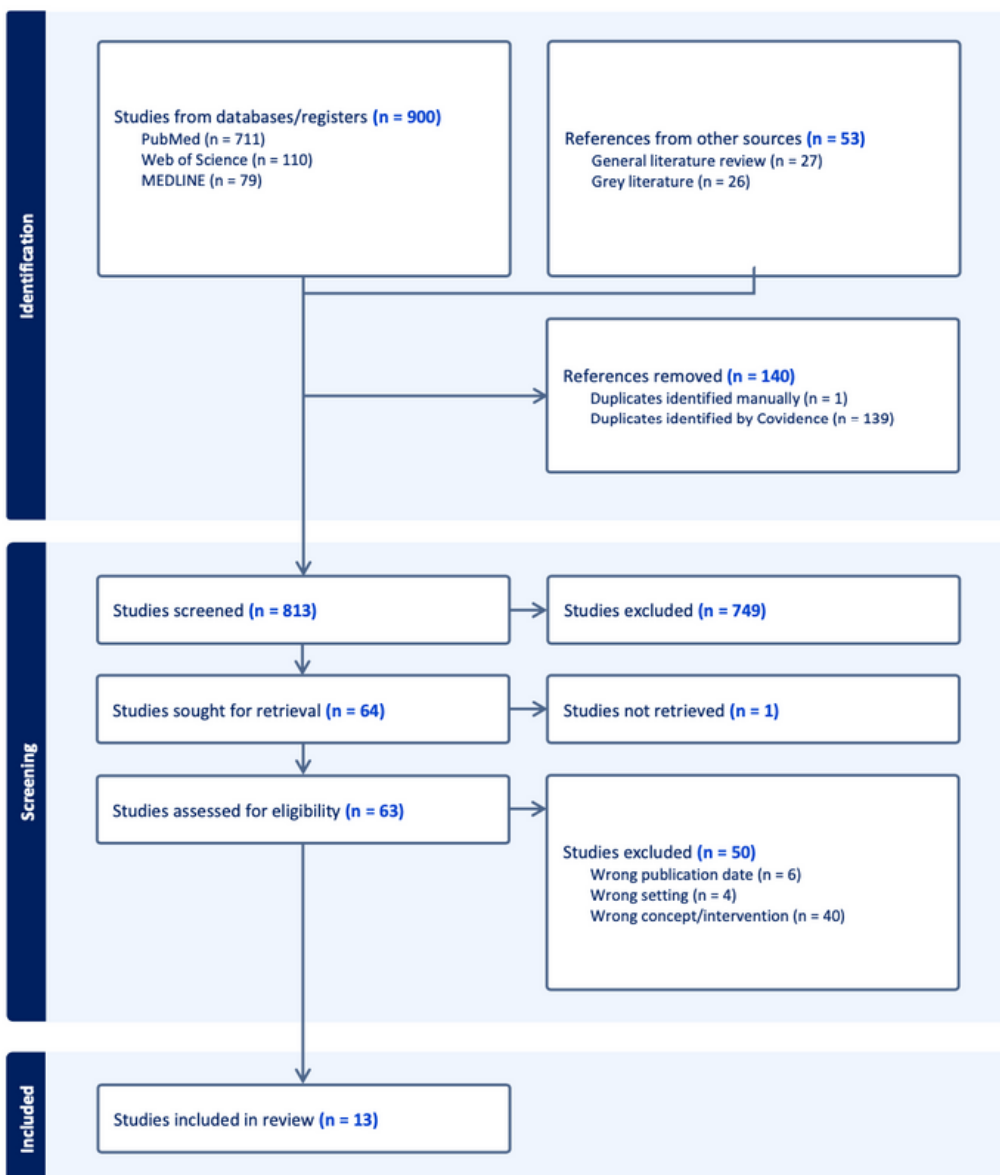 Identification
Studies from databases/registers (n = 900)
PubMed (n = 711)
Web of Science (n = 110)
MEDLINE (n = 79)
References from other sources (n = 53)
General literature review (n = 27)
Grey literature (n = 26)
References removed (n = 140)
Duplicates identified manually (n = 1)
Duplicates identified by Covidence (n = 139)
Screening
Studies screened (n = 813)
Studies excluded (n = 749)
Studies sought for retrieval (n = 64)
Studies not retrieved (n = 1)
Studies assessed for eligibility (n = 63)
Studies excluded (n = 50)
Wrong publication date (n = 6)
Wrong setting (n = 4)
Wrong concept/intervention (n = 40)
Included
Studies included in review (n = 13)